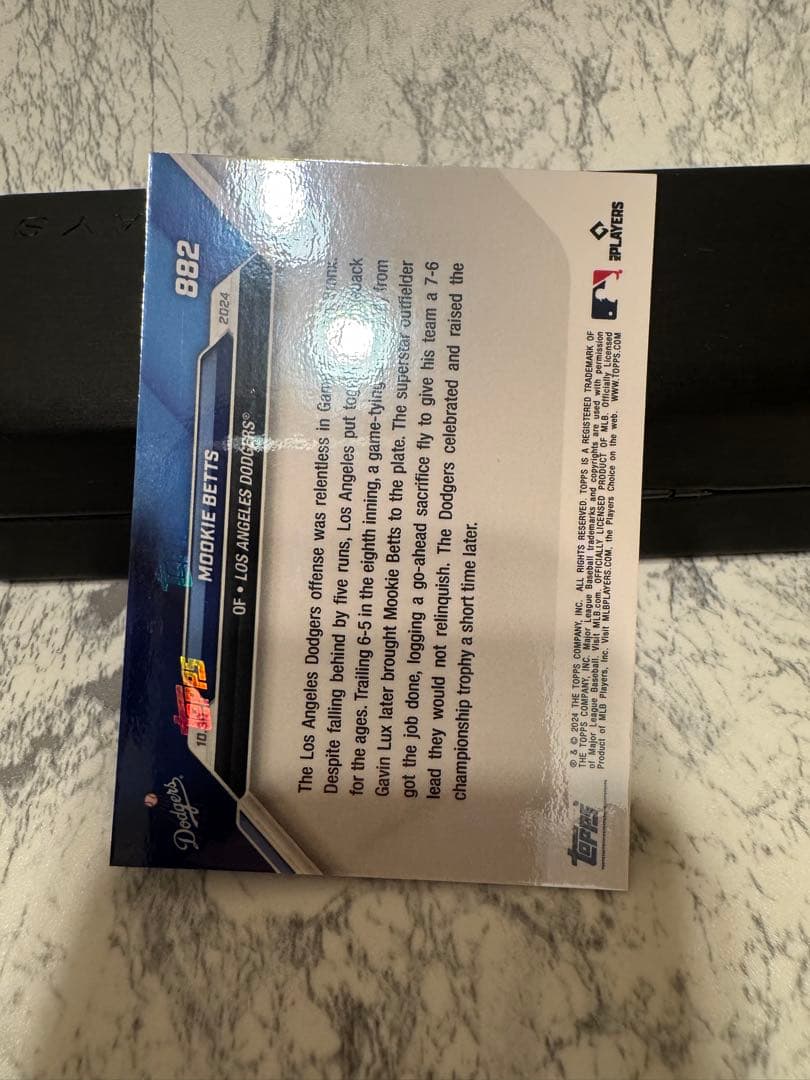 Dodgers
882
2024
TOPPS
10
MOOKIE BETTS
OF • LOS ANGELES DODGERS®
The Los Angeles Dodgers offense was relentless in
Despite falling behind by five runs, Los Angeles put
for the ages. Trailing 6-5 in the eighth inning, a game-tying from
Gavin Lux later brought Mookie Betts to the plate. The superstar outfielder
got the job done, logging a go-ahead sacrifice fly to give his team a 7-6
lead they would not relinquish. The Dodgers celebrated and raised the
championship trophy a short time later.
TOPPS
® & © 2024 THE TOPPS COMPANY, INC. ALL RIGHTS RESERVED. TOPPS IS A REGISTERED TRADEMARK OF
THE TOPPS COMPANY, INC. Major League Baseball trademarks and copyrights are used with permission
of Major League Baseball. Visit MLB.com. OFFICIALLY LICENSED PRODUCT OF MLB. Officially Licensed
Product of MLB Players, Inc. Visit MLBPLAYERS.COM, the Players Choice on the web. WWW.TOPPS.COM
PLAYERS